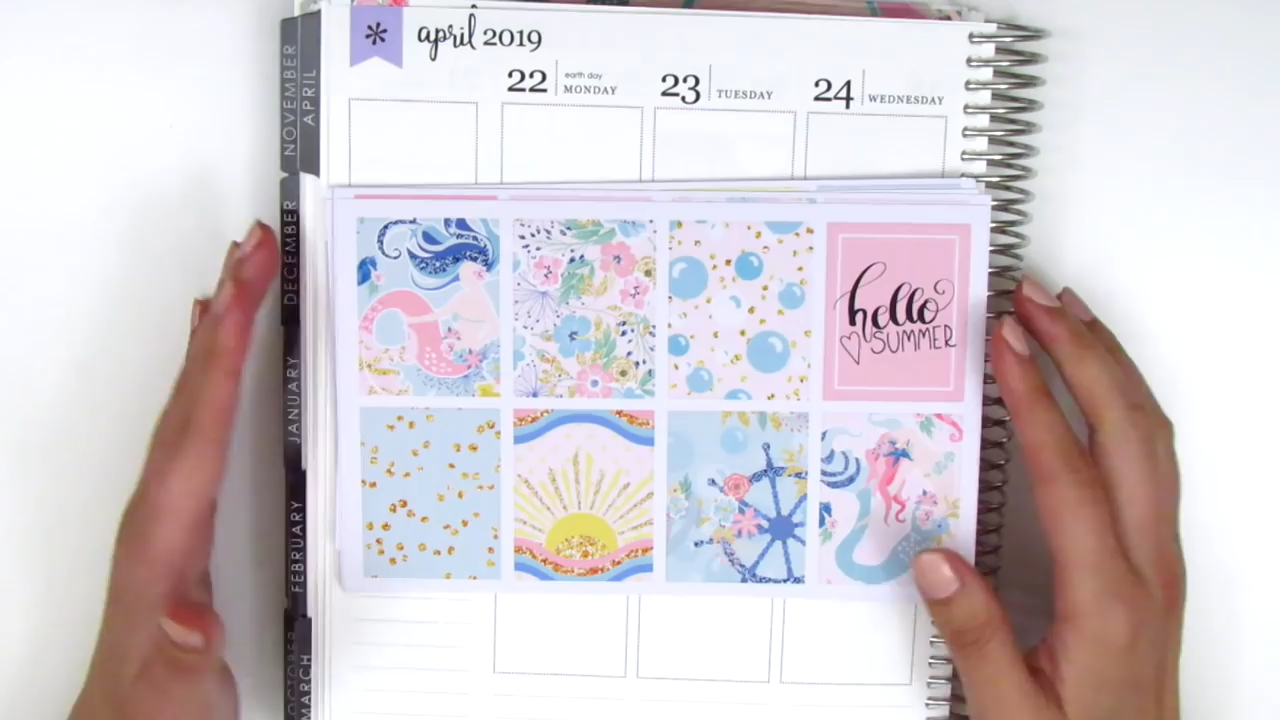 * april 2019
22 earth day MONDAY
23 TUESDAY
24 WEDNESDAY
NOVEMBER
APRIL
DECEMBER
JANUARY
FEBRUARY
OCTOBER
MARCH
hello
SUMMER